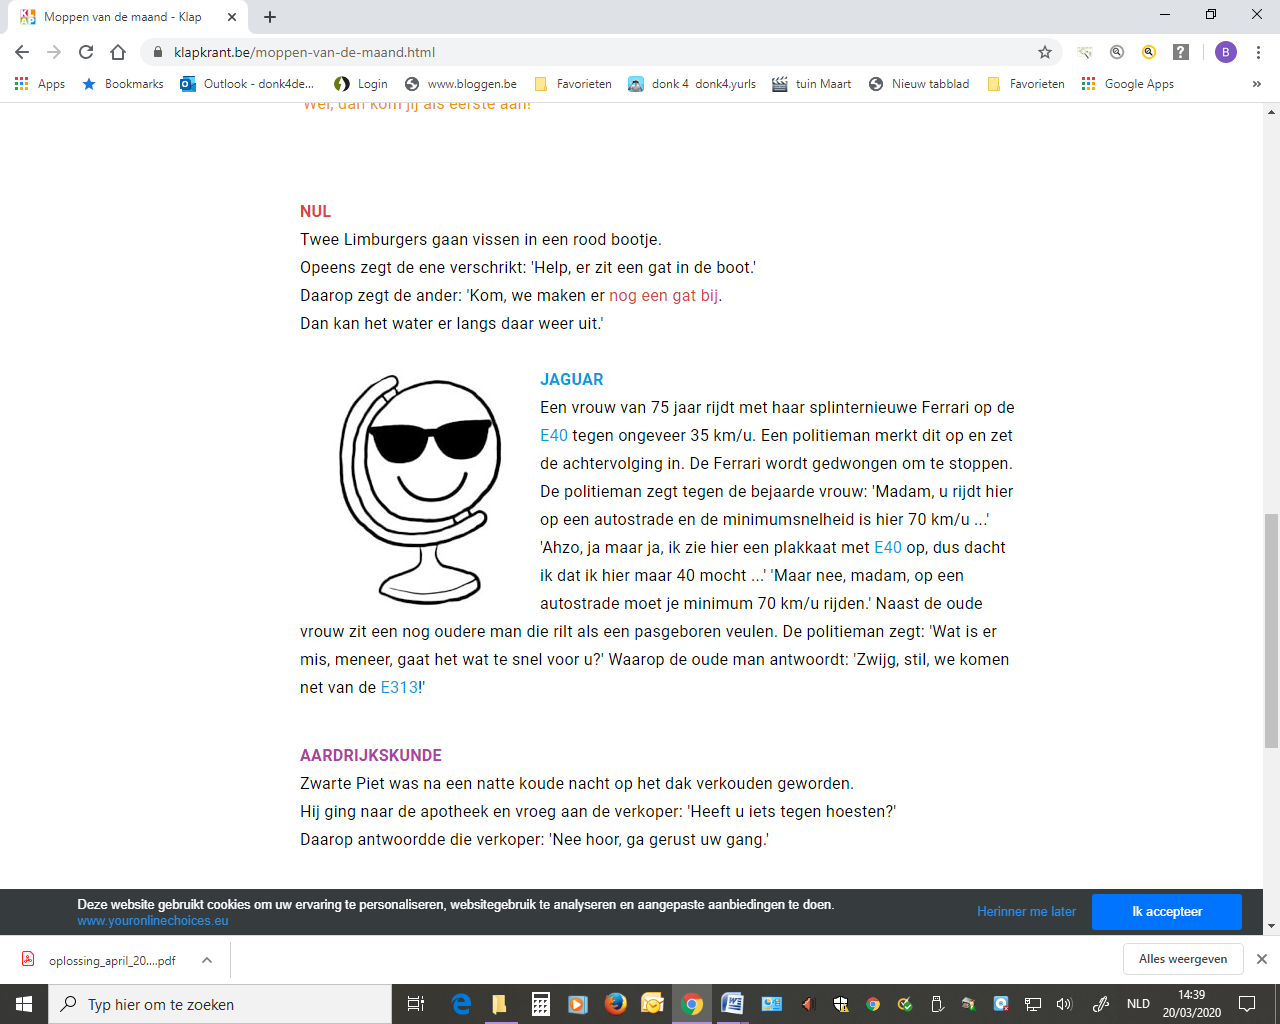 Moppen van de maand - Klap
klapkrant.be/moppen-van-de-maand.html
B
Apps Bookmarks Outlook - donk4de... Login www.bloggen.be Favorieten donk 4 donk4.yurls tuin Maart Nieuw tabblad Favorieten Google Apps »
'Wel, dan kom jij als eerste aan!'
NUL
Twee Limburgers gaan vissen in een rood bootje.
Opeens zegt de ene verschrikt: 'Help, er zit een gat in de boot.'
Daarop zegt de ander: 'Kom, we maken er nog een gat bij.
Dan kan het water er langs daar weer uit.'
JAGUAR
Een vrouw van 75 jaar rijdt met haar splinternieuwe Ferrari op de
E40 tegen ongeveer 35 km/u. Een politieman merkt dit op en zet
de achtervolging in. De Ferrari wordt gedwongen om te stoppen.
De politieman zegt tegen de bejaarde vrouw: 'Madam, u rijdt hier
op een autostrade en de minimumsnelheid is hier 70 km/u ...'
'Ahzo, ja maar ja, ik zie hier een plakkaat met E40 op, dus dacht
ik dat ik hier maar 40 mocht ...' 'Maar nee, madam, op een
autostrade moet je minimum 70 km/u rijden.' Naast de oude
vrouw zit een nog oudere man die rilt als een pasgeboren veulen. De politieman zegt: 'Wat is er
mis, meneer, gaat het wat te snel voor u?' Waarop de oude man antwoordt: 'Zwijg, stil, we komen
net van de E313!'
AARDRIJKSKUNDE
Zwarte Piet was na een natte koude nacht op het dak verkouden geworden.
Hij ging naar de apotheek en vroeg aan de verkoper: 'Heeft u iets tegen hoesten?'
Daarop antwoordde die verkoper: 'Nee hoor, ga gerust uw gang.'
Deze website gebruikt cookies om uw ervaring te personaliseren, websitegebruik te analyseren en aangepaste aanbiedingen te doen.
www.youronlinechoices.eu
Herinner me later
Ik accepteer
oplossing_april_20....pdf
Alles weergeven
Typ hier om te zoeken
NLD
14:39
20/03/2020